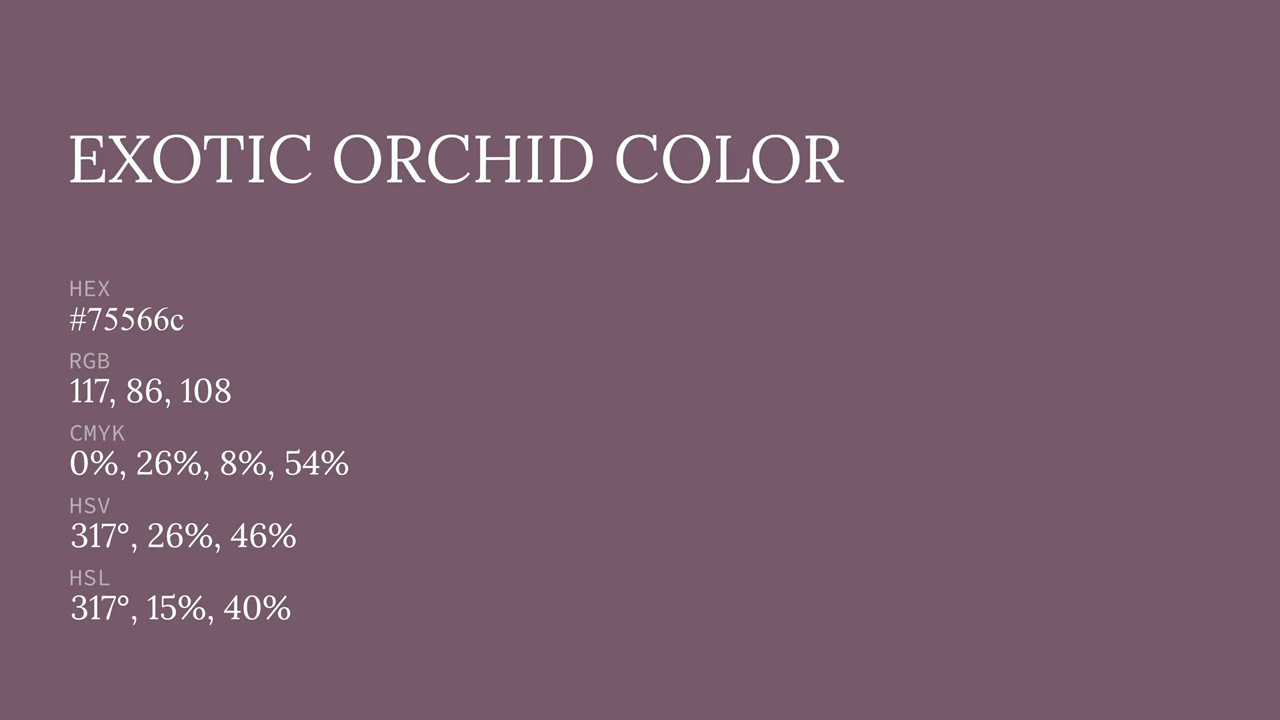 EXOTIC ORCHID COLOR
HEX
#75566c
RGB
117, 86, 108
CMYK
0%, 26%, 8%, 54%
HSV
317°, 26%, 46%
HSL
317°, 15%, 40%